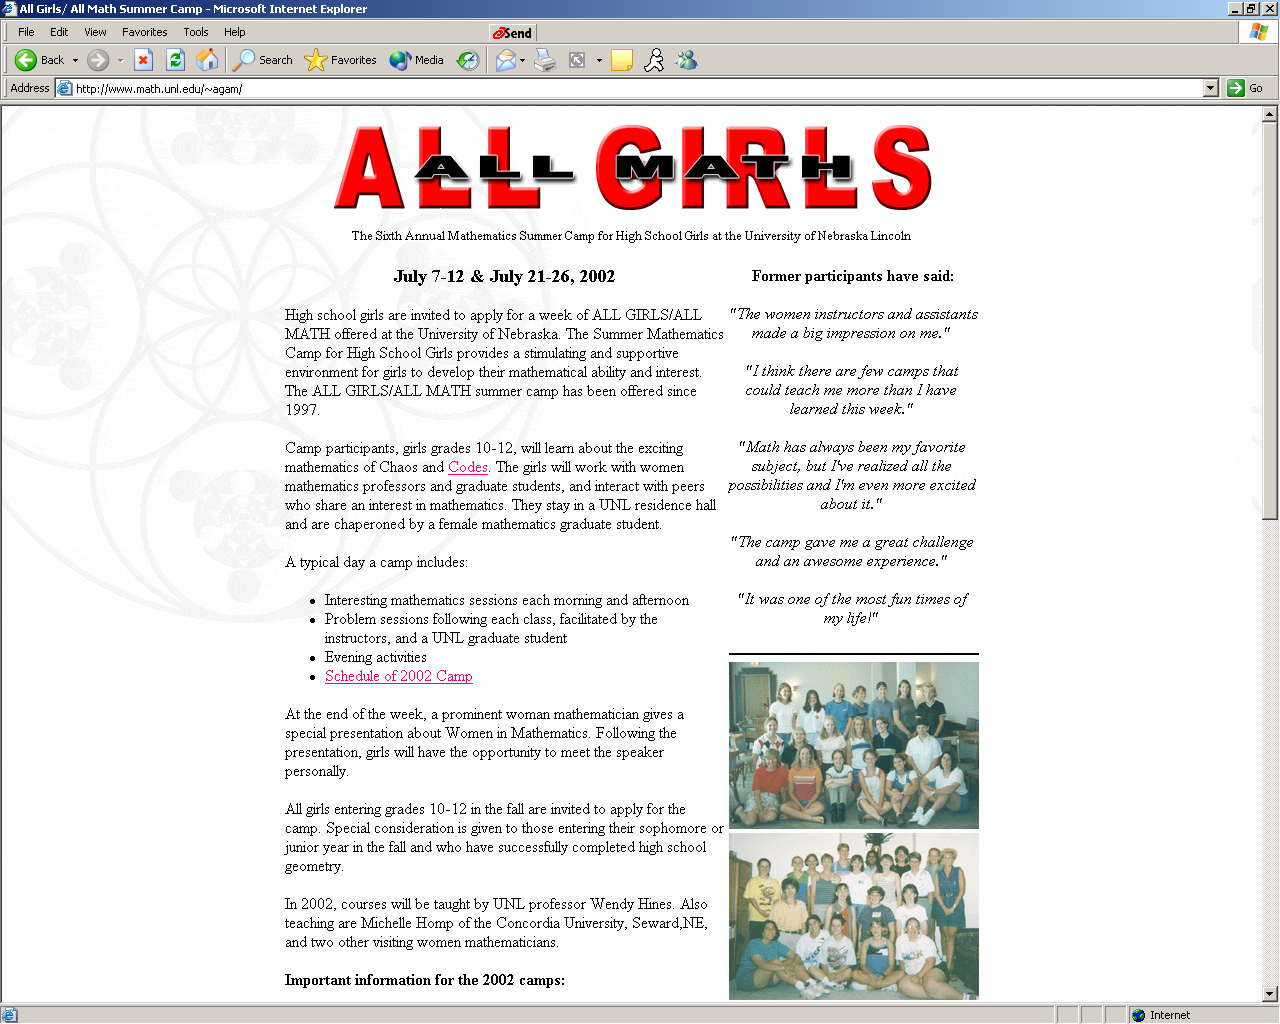 All Girls/ All Math Summer Camp - Microsoft Internet Explorer
File Edit View Favorites Tools Help Send
Back Search Favorites Media
Address http://www.math.unl.edu/~agam/ Go
ALL GIRLS
ALL MATH
The Sixth Annual Mathematics Summer Camp for High School Girls at the University of Nebraska Lincoln
July 7-12 & July 21-26, 2002
High school girls are invited to apply for a week of ALL GIRLS/ALL
MATH offered at the University of Nebraska. The Summer Mathematics
Camp for High School Girls provides a stimulating and supportive
environment for girls to develop their mathematical ability and interest.
The ALL GIRLS/ALL MATH summer camp has been offered since
1997.
Camp participants, girls grades 10-12, will learn about the exciting
mathematics of Chaos and Codes. The girls will work with women
mathematics professors and graduate students, and interact with peers
who share an interest in mathematics. They stay in a UNL residence hall
and are chaperoned by a female mathematics graduate student.
A typical day a camp includes:
• Interesting mathematics sessions each morning and afternoon
• Problem sessions following each class, facilitated by the
instructors, and a UNL graduate student
• Evening activities
• Schedule of 2002 Camp
At the end of the week, a prominent woman mathematician gives a
special presentation about Women in Mathematics. Following the
presentation, girls will have the opportunity to meet the speaker
personally.
All girls entering grades 10-12 in the fall are invited to apply for the
camp. Special consideration is given to those entering their sophomore or
junior year in the fall and who have successfully completed high school
geometry.
In 2002, courses will be taught by UNL professor Wendy Hines. Also
teaching are Michelle Homp of the Concordia University, Seward,NE,
and two other visiting women mathematicians.
Important information for the 2002 camps:
Former participants have said:
"The women instructors and assistants
made a big impression on me."
"I think there are few camps that
could teach me more than I have
learned this week."
"Math has always been my favorite
subject, but I've realized all the
possibilities and I'm even more excited
about it."
"The camp gave me a great challenge
and an awesome experience."
"It was one of the most fun times of
my life!"
Internet